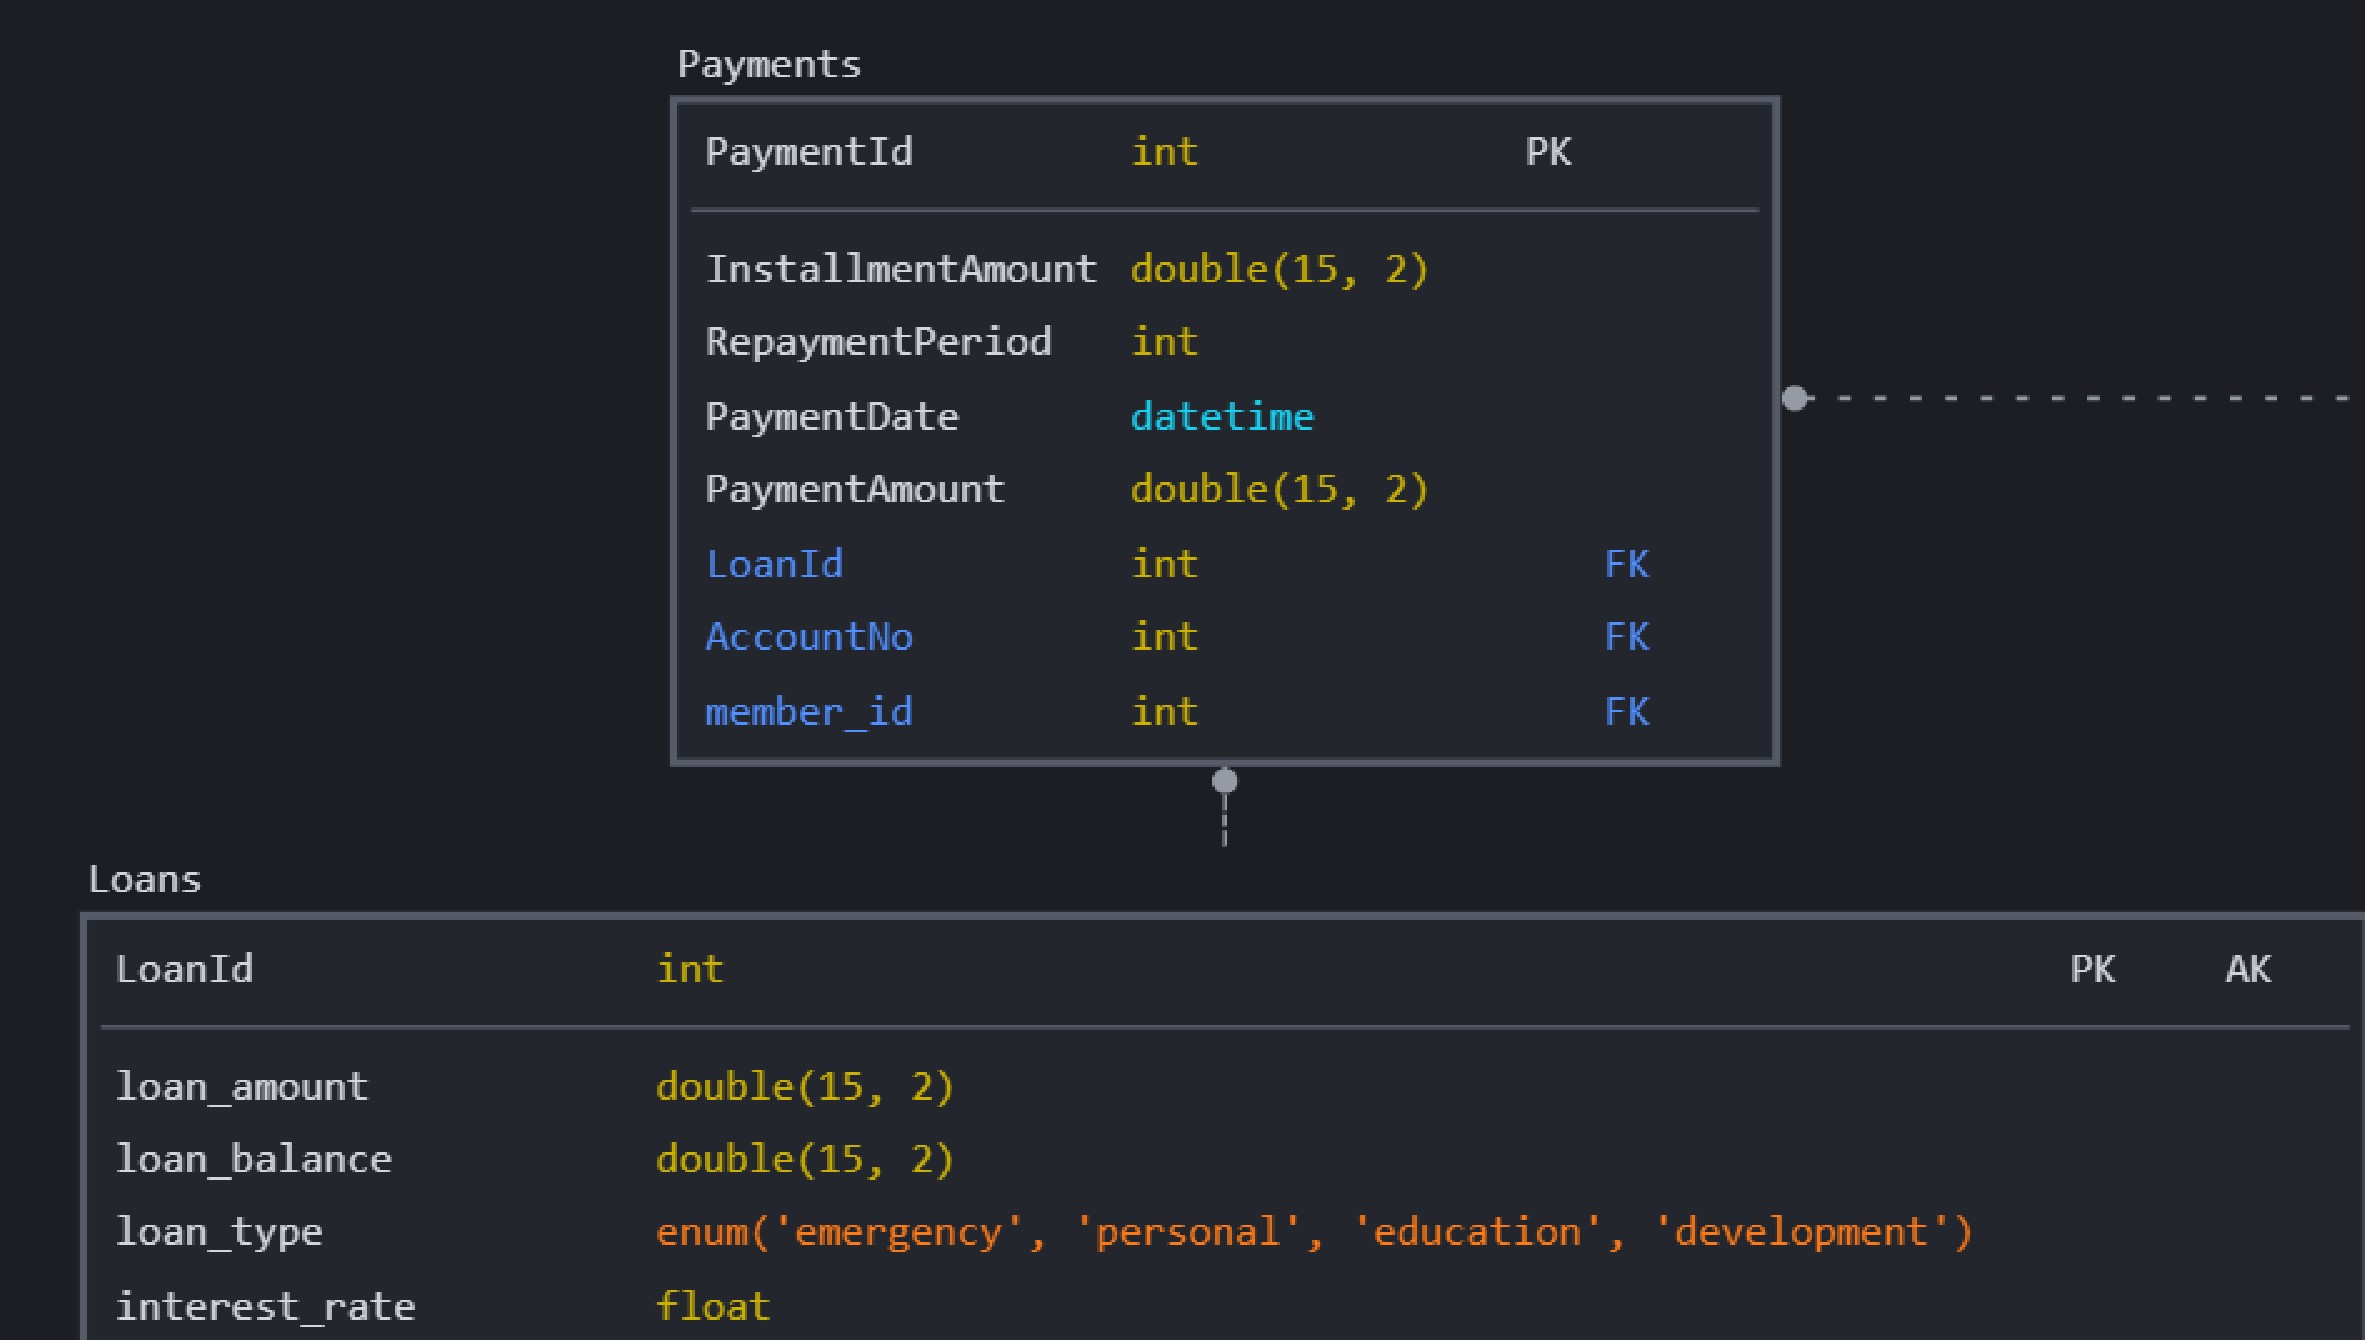 Payments
PaymentId int PK
InstallmentAmount double(15, 2)
RepaymentPeriod int
PaymentDate datetime
PaymentAmount double(15, 2)
LoanId int FK
AccountNo int FK
member_id int FK
Loans
LoanId int PK AK
loan_amount double(15, 2)
loan_balance double(15, 2)
loan_type enum('emergency', 'personal', 'education', 'development')
interest_rate float